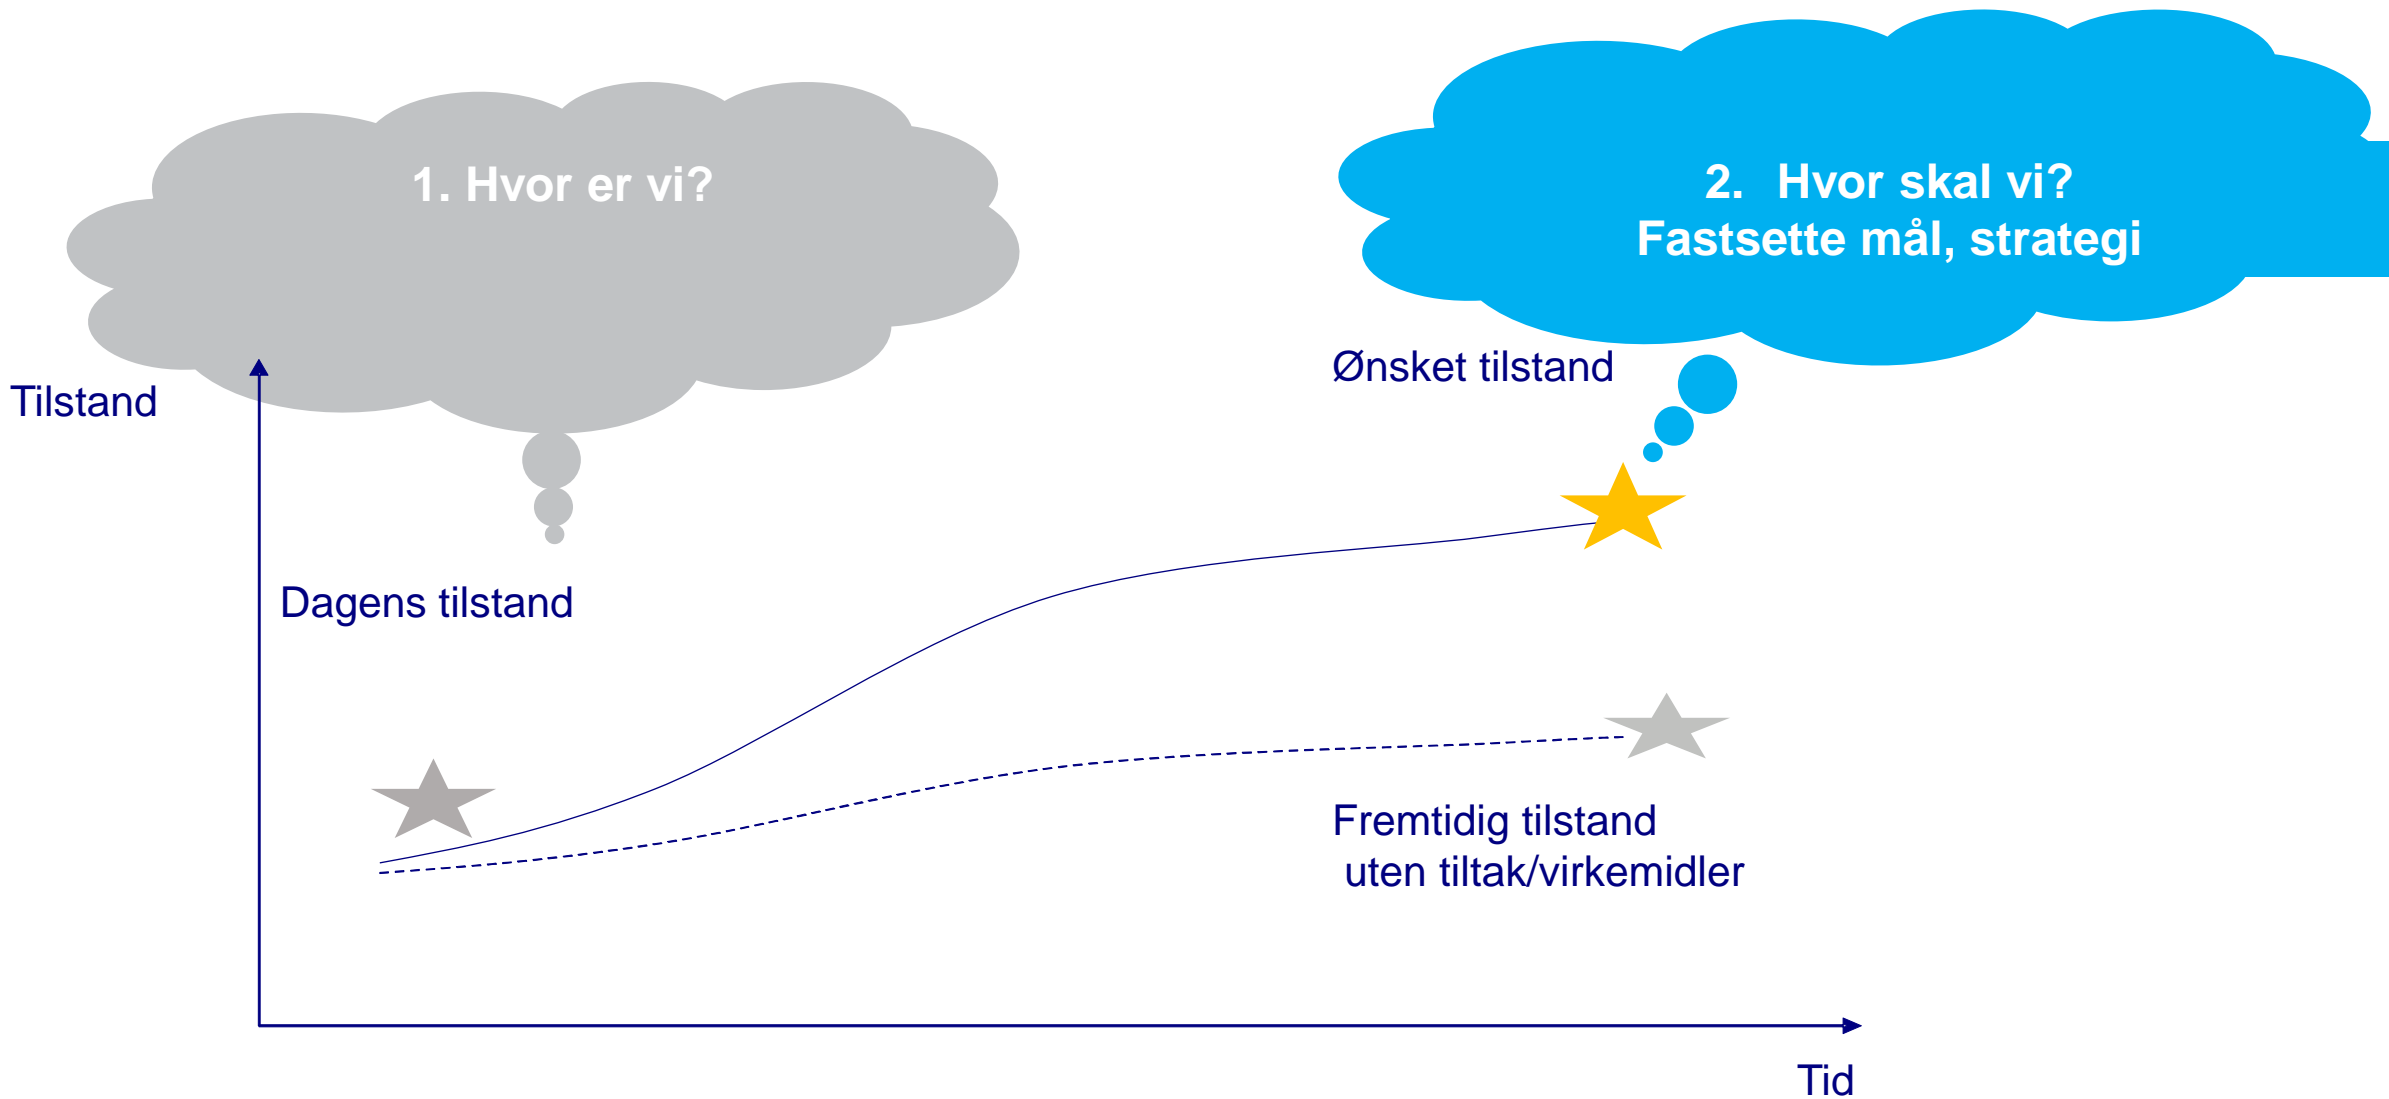 1. Hvor er vi?
2. Hvor skal vi?
Fastsette mål, strategi
Tilstand
Ønsket tilstand
Dagens tilstand
Fremtidig tilstand
uten tiltak/virkemidler
Tid